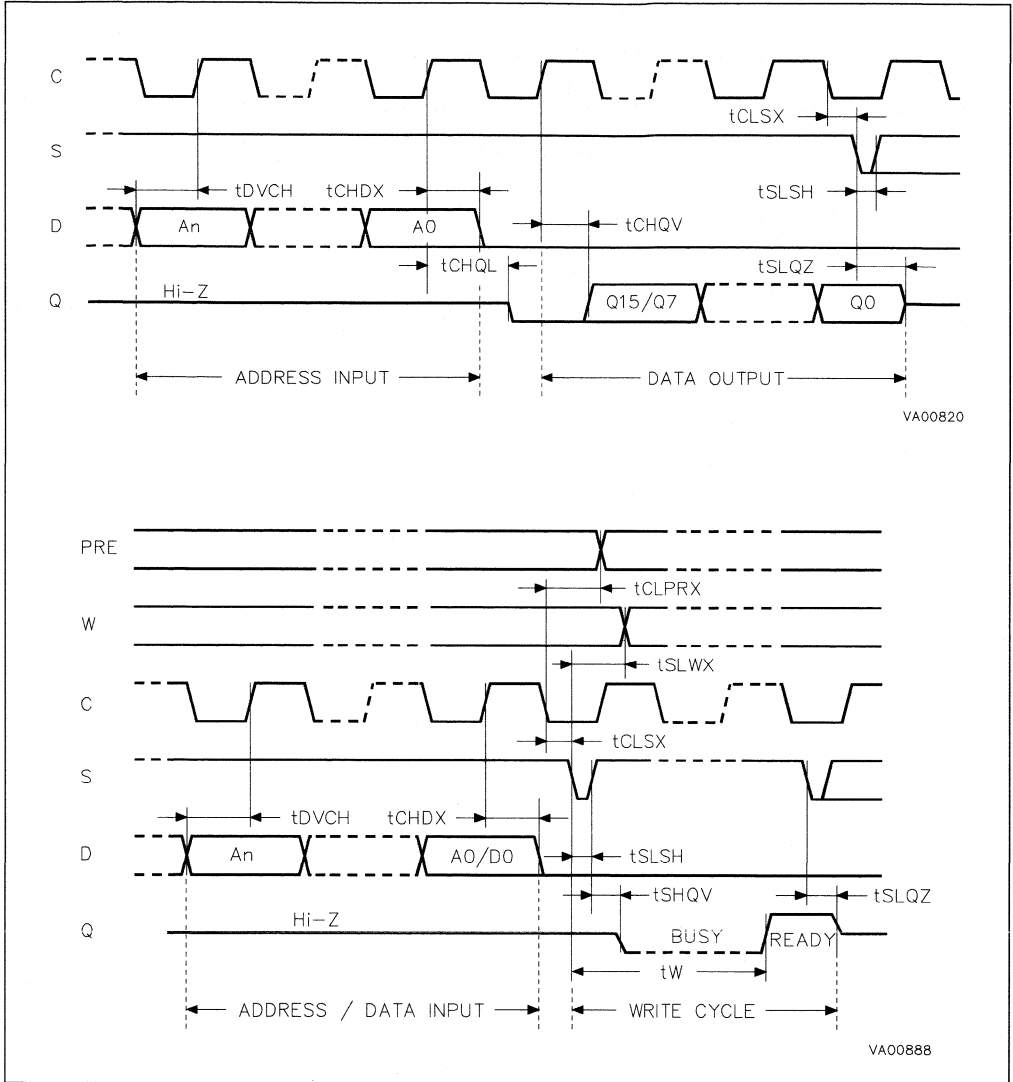 C
tCLSX
S
tDVCH
tCHDX
tSLSH
D
An
A0
tCHQV
tCHQL
tSLQZ
Q
Hi-Z
Q15/Q7
Q0
ADDRESS INPUT
DATA OUTPUT
VA00820
PRE
tCLPRX
W
tSLWX
C
tCLSX
S
tDVCH
tCHDX
D
An
A0/D0
tSLSH
tSHQV
tSLQZ
Q
Hi-Z
BUSY
READY
tW
ADDRESS / DATA INPUT
WRITE CYCLE
VA00888